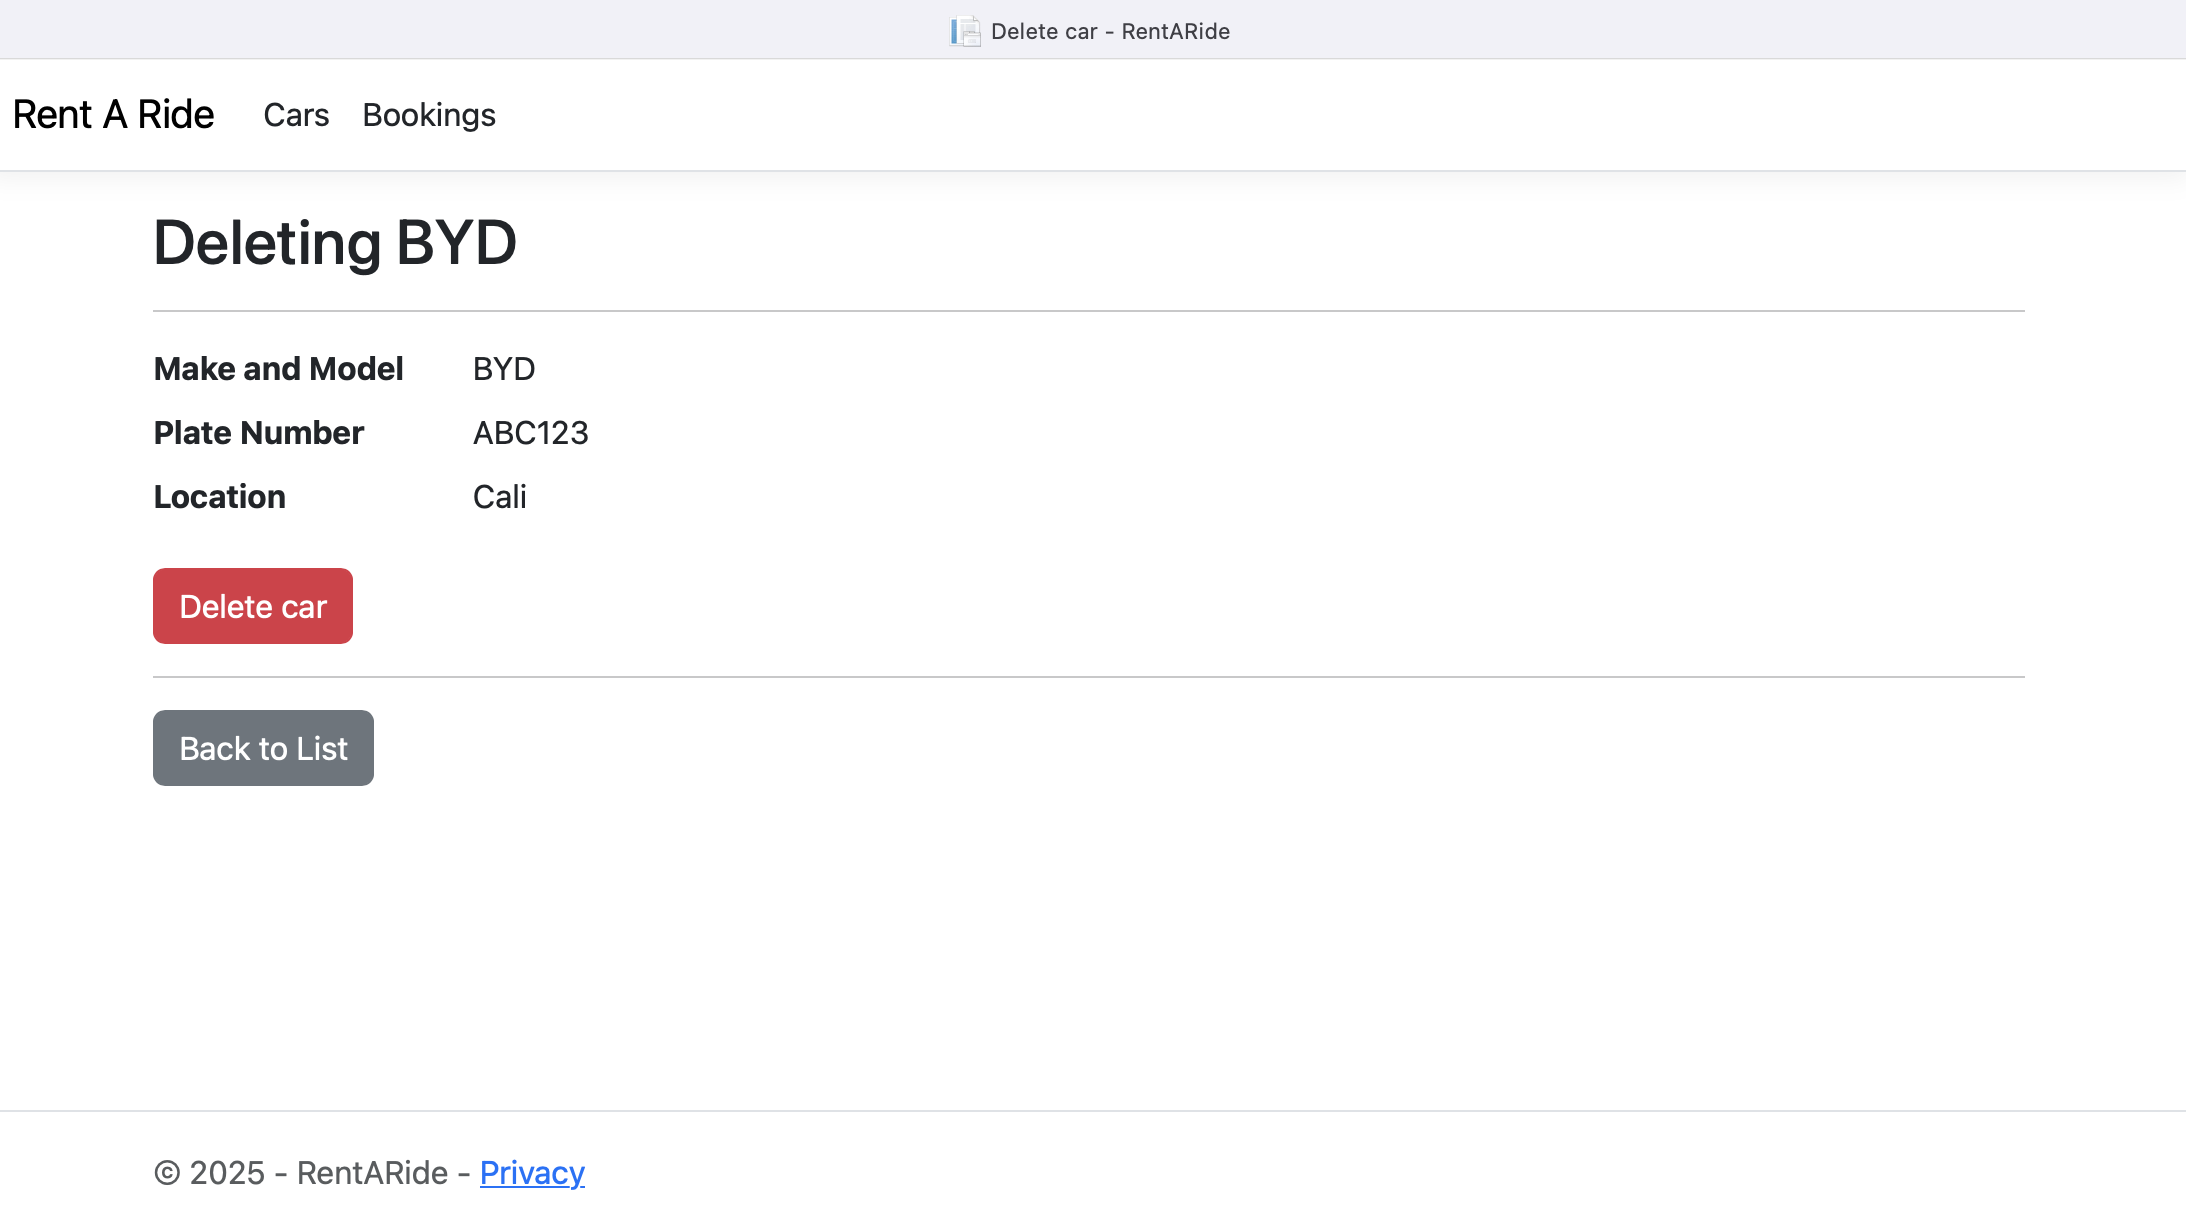 Delete car - RentARide
Rent A Ride Cars Bookings
Deleting BYD
Make and Model BYD
Plate Number ABC123
Location Cali
Delete car
Back to List
© 2025 - RentARide - Privacy